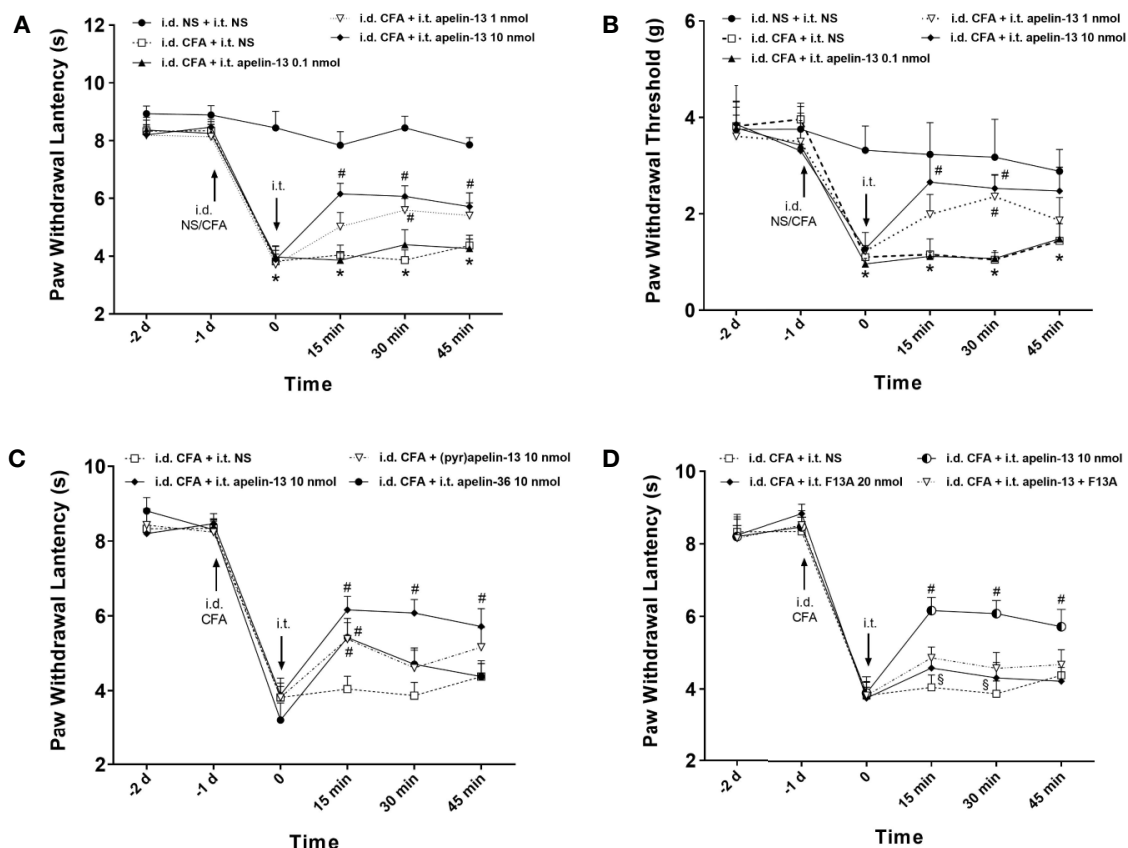 A
i.d. NS + i.t. NS
i.d. CFA + i.t. NS
i.d. CFA + i.t. apelin-13 0.1 nmol
i.d. CFA + i.t. apelin-13 1 nmol
i.d. CFA + i.t. apelin-13 10 nmol
Paw Withdrawal Lantency (s)
12
10
8
6
4
2
i.d.
NS/CFA
i.t.
# # #
#
* * * *
-2 d
-1 d
0
15 min
30 min
45 min
Time
B
i.d. NS + i.t. NS
i.d. CFA + i.t. NS
i.d. CFA + i.t. apelin-13 0.1 nmol
i.d. CFA + i.t. apelin-13 1 nmol
i.d. CFA + i.t. apelin-13 10 nmol
Paw Withdrawal Threshold (g)
6
4
2
0
i.d.
NS/CFA
i.t.
# #
#
* * * *
-2 d
-1 d
0
15 min
30 min
45 min
Time
C
i.d. CFA + i.t. NS
i.d. CFA + i.t. apelin-13 10 nmol
i.d. CFA + (pyr)apelin-13 10 nmol
i.d. CFA + i.t. apelin-36 10 nmol
Paw Withdrawal Lantency (s)
10
8
6
4
2
i.d.
CFA
i.t.
# # #
#
#
-2 d
-1 d
0
15 min
30 min
45 min
Time
D
i.d. CFA + i.t. NS
i.d. CFA + i.t. F13A 20 nmol
i.d. CFA + i.t. apelin-13 10 nmol
i.d. CFA + i.t. apelin-13 + F13A
Paw Withdrawal Lantency (s)
10
8
6
4
2
i.d.
CFA
i.t.
# # #
§ §
-2 d
-1 d
0
15 min
30 min
45 min
Time